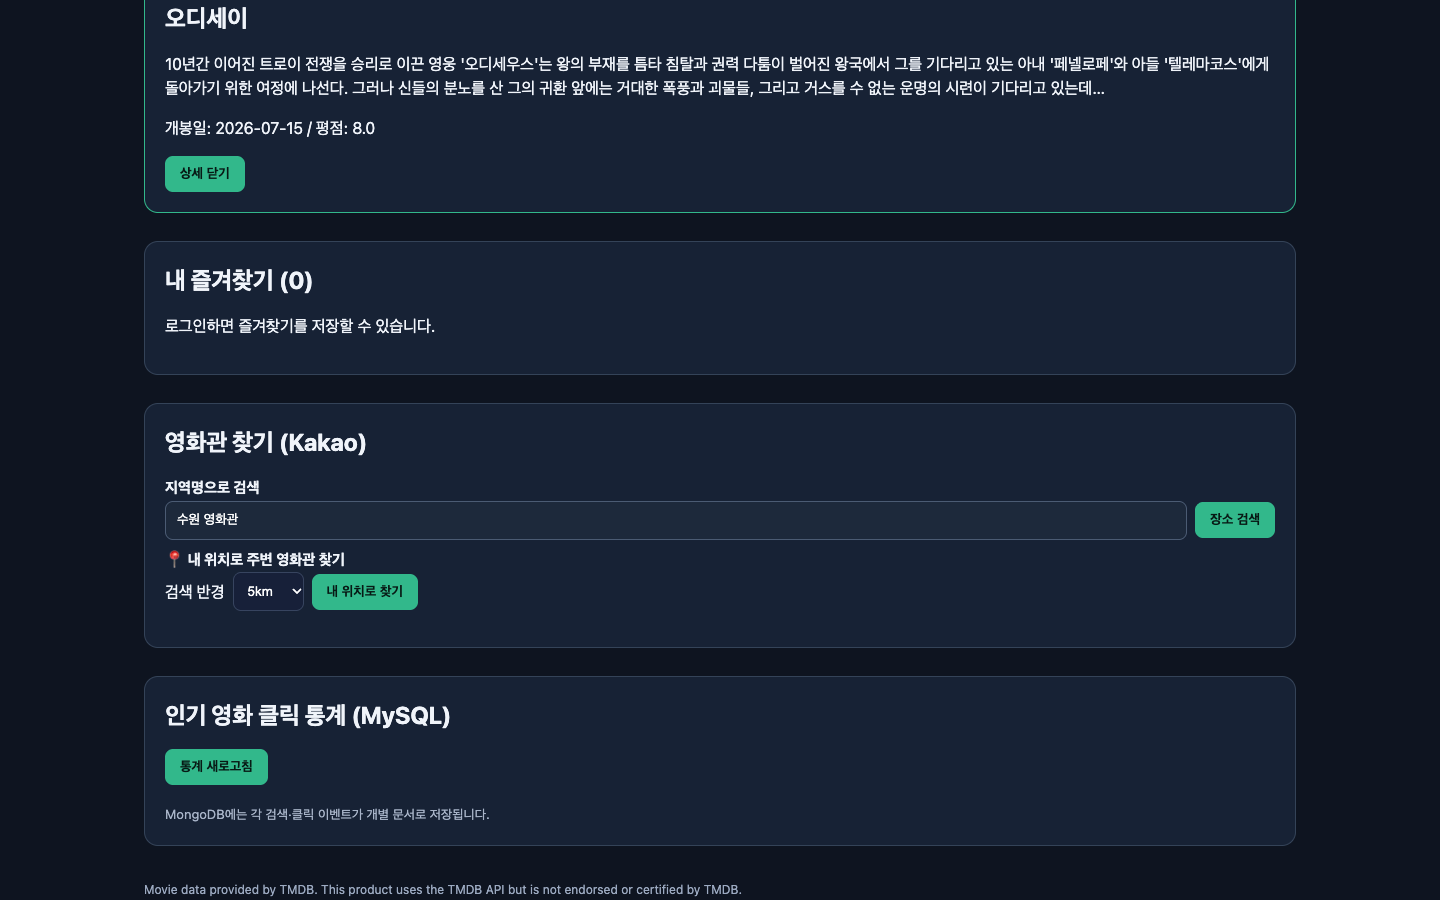 오디세이
10년간 이어진 트로이 전쟁을 승리로 이끈 영웅 '오디세우스'는 왕의 부재를 틈타 침탈과 권력 다툼이 벌어진 왕국에서 그를 기다리고 있는 아내 '페넬로페'와 아들 '텔레마코스'에게
돌아가기 위한 여정에 나선다. 그러나 신들의 분노를 산 그의 귀환 앞에는 거대한 폭풍과 괴물들, 그리고 거스를 수 없는 운명의 시련이 기다리고 있는데...
개봉일: 2026-07-15 / 평점: 8.0
상세 닫기
내 즐겨찾기 (0)
로그인하면 즐겨찾기를 저장할 수 있습니다.
영화관 찾기 (Kakao)
지역명으로 검색
수원 영화관
장소 검색
📍 내 위치로 주변 영화관 찾기
검색 반경 5km 내 위치로 찾기
인기 영화 클릭 통계 (MySQL)
통계 새로고침
MongoDB에는 각 검색·클릭 이벤트가 개별 문서로 저장됩니다.
Movie data provided by TMDB. This product uses the TMDB API but is not endorsed or certified by TMDB.